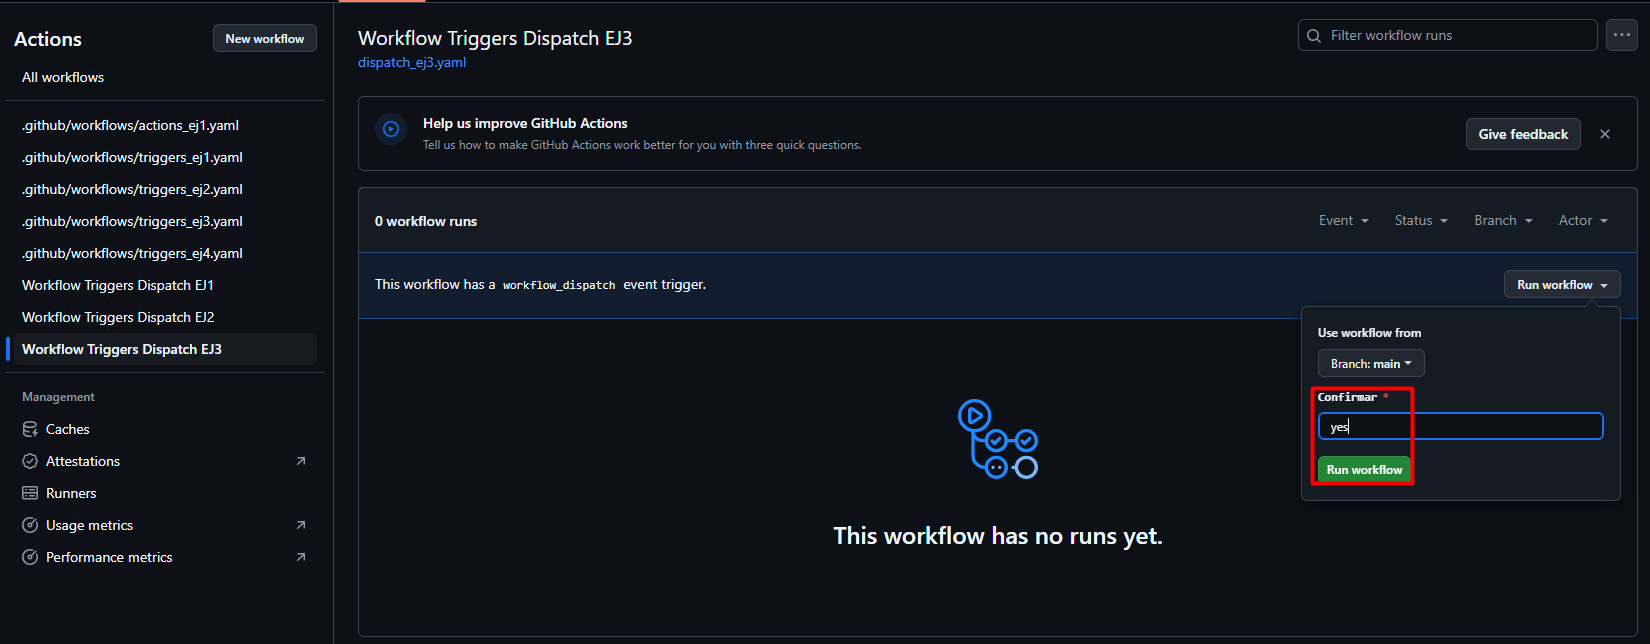 Actions
New workflow
All workflows
.github/workflows/actions_ej1.yaml
.github/workflows/triggers_ej1.yaml
.github/workflows/triggers_ej2.yaml
.github/workflows/triggers_ej3.yaml
.github/workflows/triggers_ej4.yaml
Workflow Triggers Dispatch EJ1
Workflow Triggers Dispatch EJ2
Workflow Triggers Dispatch EJ3
Management
Caches
Attestations
Runners
Usage metrics
Performance metrics
Workflow Triggers Dispatch EJ3
dispatch_ej3.yaml
Filter workflow runs
Help us improve GitHub Actions
Tell us how to make GitHub Actions work better for you with three quick questions.
Give feedback
0 workflow runs
Event
Status
Branch
Actor
This workflow has a workflow_dispatch event trigger.
Run workflow
Use workflow from
Branch: main
Confirmar *
yes
Run workflow
This workflow has no runs yet.